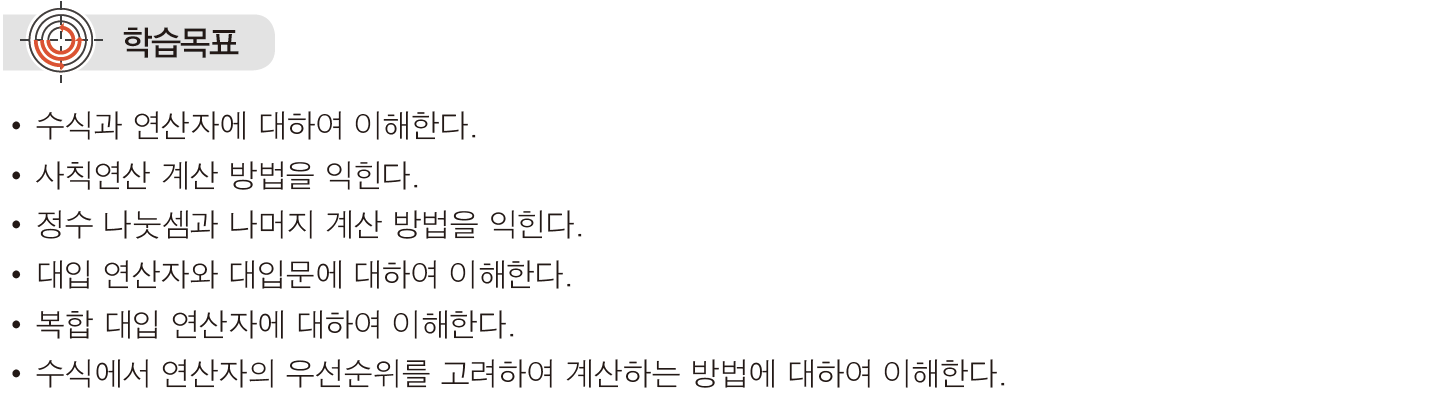 학습목표
• 수식과 연산자에 대하여 이해한다.
• 사칙연산 계산 방법을 익힌다.
• 정수 나눗셈과 나머지 계산 방법을 익힌다.
• 대입 연산자와 대입문에 대하여 이해한다.
• 복합 대입 연산자에 대하여 이해한다.
• 수식에서 연산자의 우선순위를 고려하여 계산하는 방법에 대하여 이해한다.